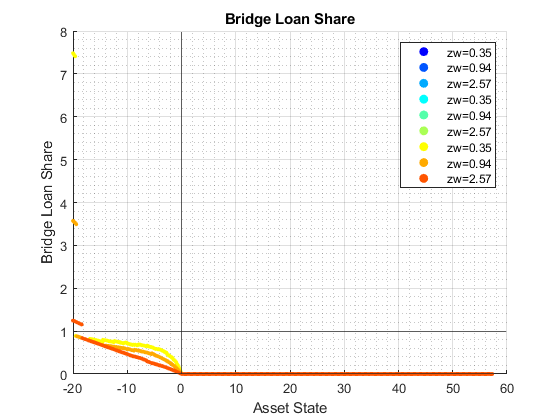 Bridge Loan Share
8
7
6
5
4
3
2
1
0
Bridge Loan Share
zw=0.35
zw=0.94
zw=2.57
zw=0.35
zw=0.94
zw=2.57
zw=0.35
zw=0.94
zw=2.57
-20 -10 0 10 20 30 40 50 60
Asset State